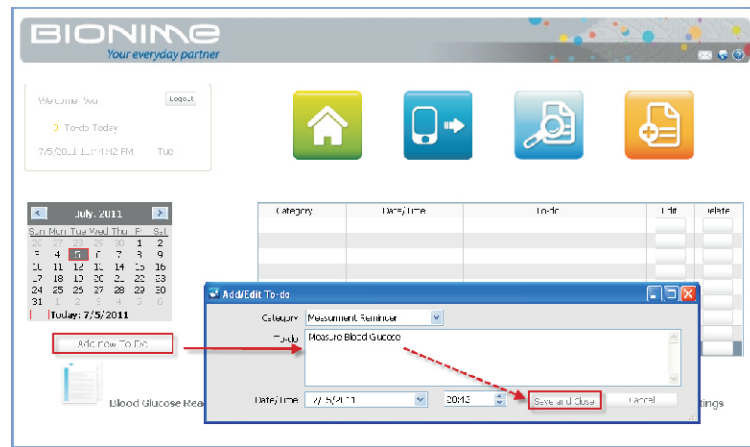 BIONIME
Your everyday partner
Welcome
Logout
To-do Today
7/5/2011
PM
Tue
July, 2011
Sun Mon Tue Wed Thu Fr Sat
26 27 28 29 30 1 2
3 4 5 6 7 8 9
10 11 12 13 14 15 16
17 18 19 20 21 22 23
24 25 26 27 28 29 30
31 1 2 3 4 5 6
Today: 7/5/2011
Add new To Do
Category Date/Time To-do Edit Delete
Add/Edit To-do
Category Measurment Reminder
To-do Measure Blood Glucose
Date/Time 7/ 5/2011 20:42 Save and Close Cancel
Blood Glucose Rea
tings